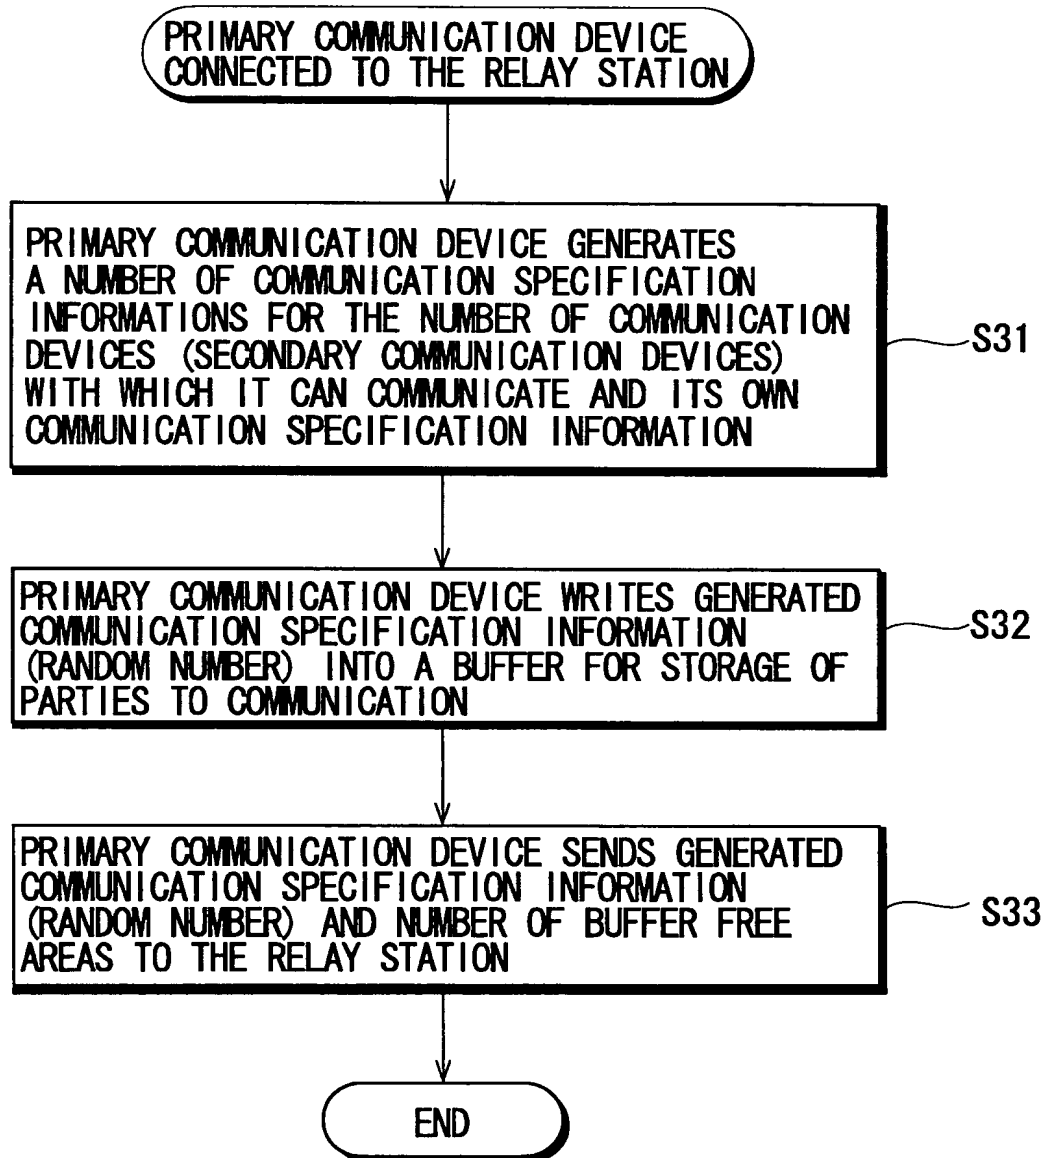 PRIMARY COMMUNICATION DEVICE
CONNECTED TO THE RELAY STATION
PRIMARY COMMUNICATION DEVICE GENERATES
A NUMBER OF COMMUNICATION SPECIFICATION
INFORMATIONS FOR THE NUMBER OF COMMUNICATION
DEVICES (SECONDARY COMMUNICATION DEVICES)
WITH WHICH IT CAN COMMUNICATE AND ITS OWN
COMMUNICATION SPECIFICATION INFORMATION
S31
PRIMARY COMMUNICATION DEVICE WRITES GENERATED
COMMUNICATION SPECIFICATION INFORMATION
(RANDOM NUMBER) INTO A BUFFER FOR STORAGE OF
PARTIES TO COMMUNICATION
S32
PRIMARY COMMUNICATION DEVICE SENDS GENERATED
COMMUNICATION SPECIFICATION INFORMATION
(RANDOM NUMBER) AND NUMBER OF BUFFER FREE
AREAS TO THE RELAY STATION
S33
END